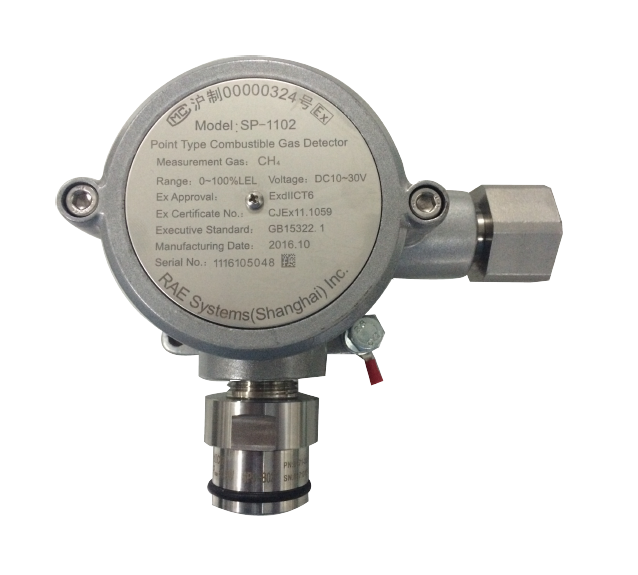 MC 沪制00000324号 Ex
Model: SP-1102
Point Type Combustible Gas Detector
Measurement Gas: CH₄
Range: 0~100%LEL Voltage: DC10~30V
Ex Approval: ExdIICT6
Ex Certificate No.: CJEx11.1059
Executive Standard: GB15322.1
Manufacturing Date: 2016.10
Serial No.: 1116105048
RAE Systems(Shanghai) Inc.